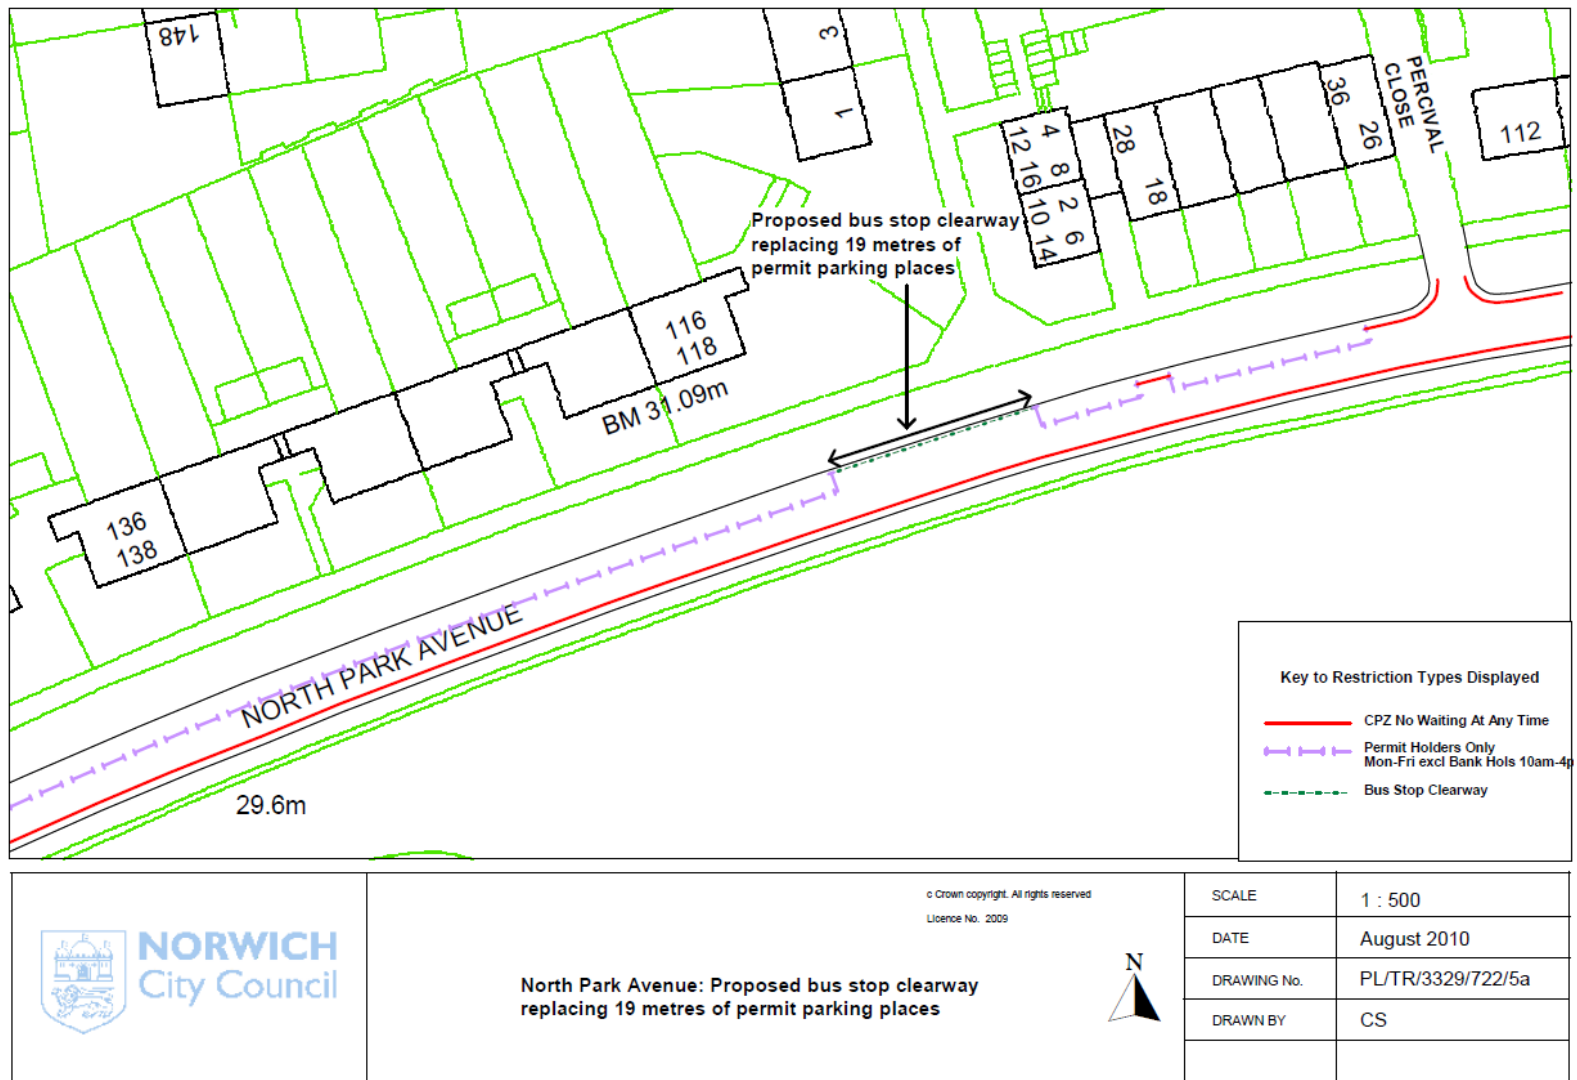 148
3
1
PERCIVAL
CLOSE
36
26
112
4
12
8
16
2
10
6
14
28
18
Proposed bus stop clearway
replacing 19 metres of
permit parking places
116
118
BM 31.09m
136
138
NORTH PARK AVENUE
29.6m
Key to Restriction Types Displayed
CPZ No Waiting At Any Time
Permit Holders Only
Mon-Fri excl Bank Hols 10am-4p
Bus Stop Clearway
NORWICH
City Council
c Crown copyright. All rights reserved
Licence No. 2009
North Park Avenue: Proposed bus stop clearway
replacing 19 metres of permit parking places
N
SCALE 1 : 500
DATE August 2010
DRAWING No. PL/TR/3329/722/5a
DRAWN BY CS